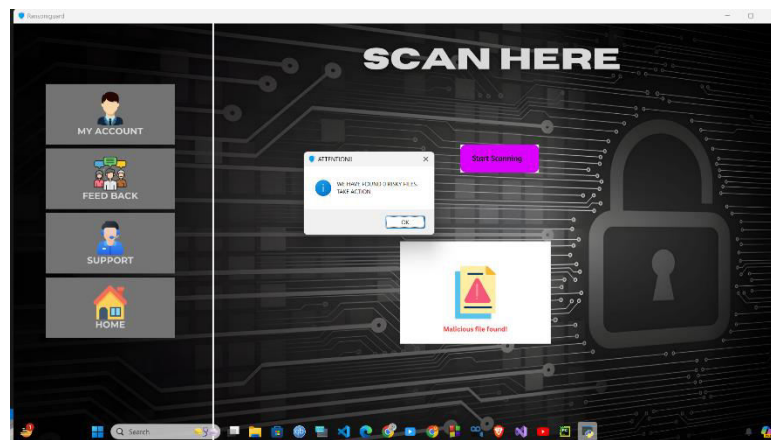 Ransomguard
SCAN HERE
MY ACCOUNT
FEED BACK
SUPPORT
HOME
Start Scanning
ATTENTION!!
WE HAVE FOUND 0 RISKY FILES.
TAKE ACTION
OK
Malicious file found!
Search